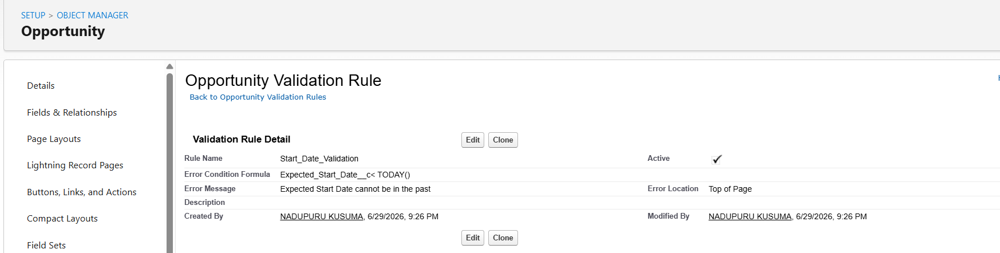 SETUP > OBJECT MANAGER
Opportunity
Details
Fields & Relationships
Page Layouts
Lightning Record Pages
Buttons, Links, and Actions
Compact Layouts
Field Sets
Opportunity Validation Rule
Back to Opportunity Validation Rules
Validation Rule Detail Edit Clone
Rule Name Start_Date_Validation Active
Error Condition Formula Expected_Start_Date__c< TODAY()
Error Message Expected Start Date cannot be in the past Error Location Top of Page
Description
Created By NADUPURU KUSUMA, 6/29/2026, 9:26 PM Modified By NADUPURU KUSUMA, 6/29/2026, 9:26 PM
Edit Clone